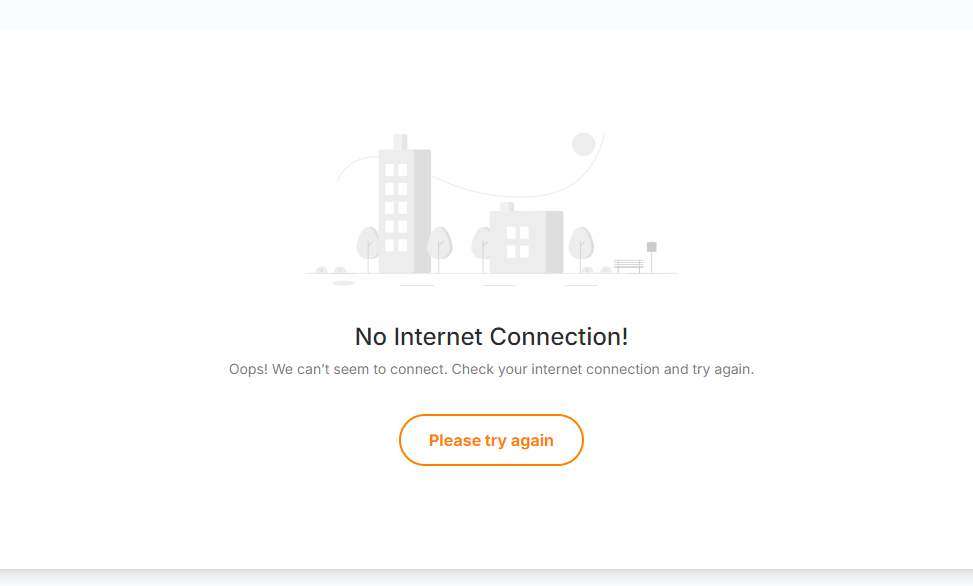 No Internet Connection!
Oops! We can’t seem to connect. Check your internet connection and try again.
Please try again